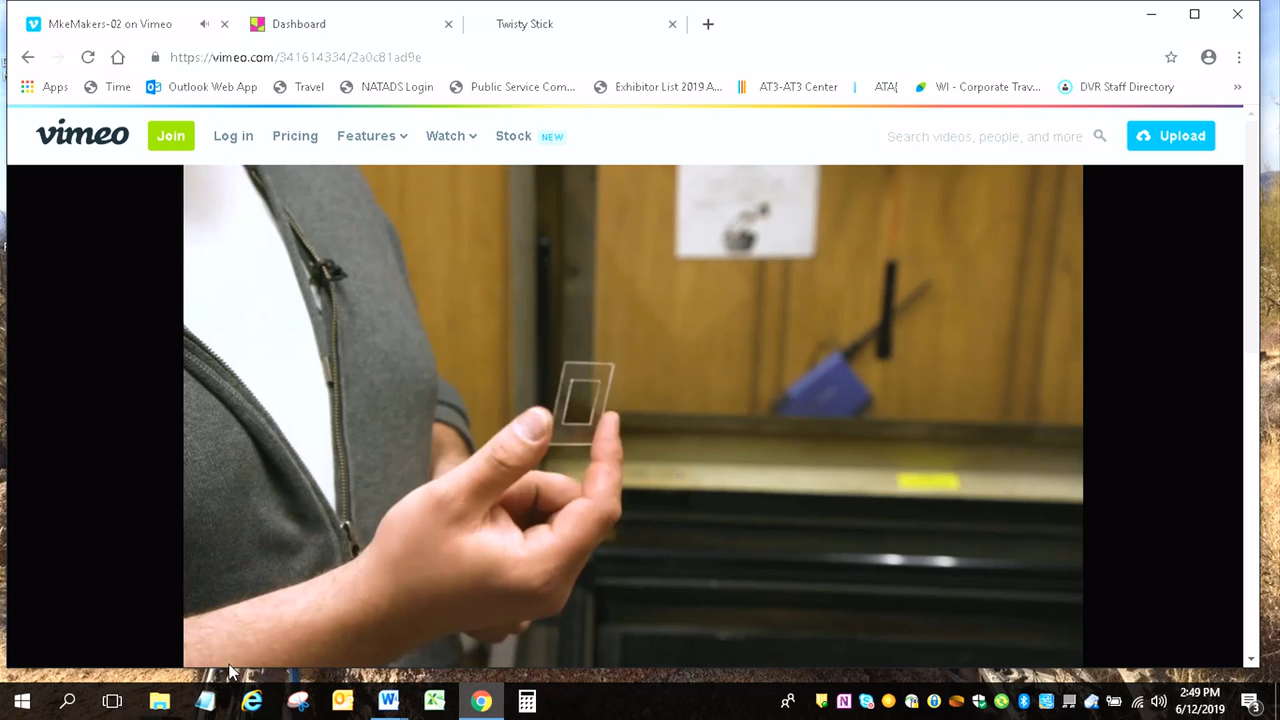 MkeMakers-02 on Vimeo
Dashboard
Twisty Stick
https://vimeo.com/341614334/2a0c81ad9e
Apps
Time
Outlook Web App
Travel
MATADS Login
Public Service Com...
Exhibitor List 2019 A...
AT3-AT3 Center
ATA{
WI - Corporate Trav...
DVR Staff Directory
vimeo
Join
Log in
Pricing
Features
Watch
Stock NEW
Search videos, people, and more
Upload
2:49 PM
6/12/2019
3